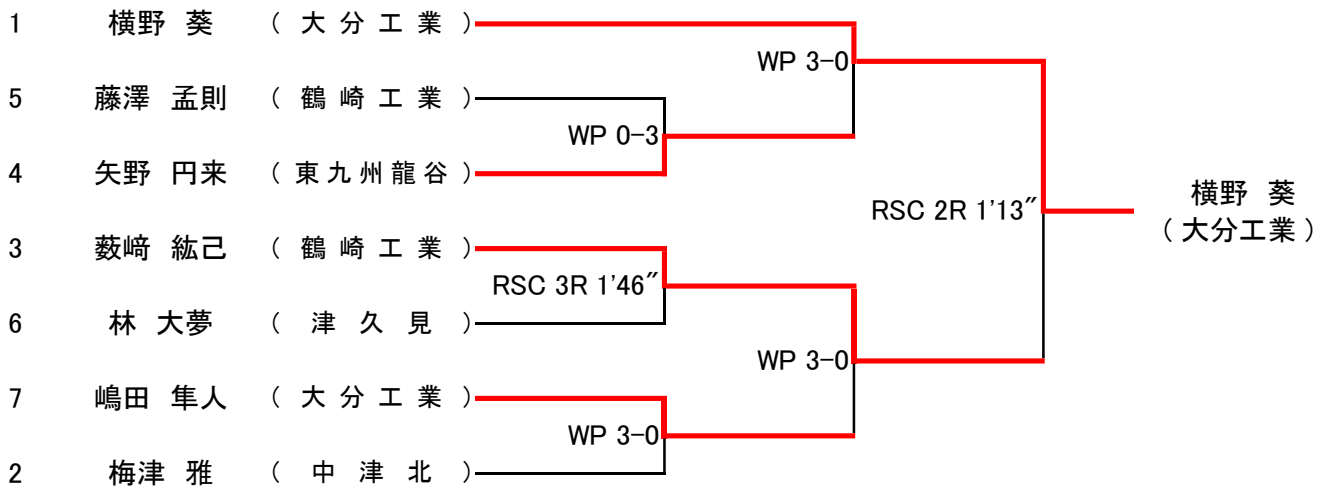 1 横野 葵 ( 大 分 工 業 )
WP 3-0
5 藤澤 孟則 ( 鶴 崎 工 業 )
WP 0-3
4 矢野 円来 ( 東 九 州 龍 谷 )
横野 葵
RSC 2R 1'13"
( 大分工業 )
3 薮﨑 紘己 ( 鶴 崎 工 業 )
RSC 3R 1'46"
6 林 大夢 ( 津 久 見 )
WP 3-0
7 嶋田 隼人 ( 大 分 工 業 )
WP 3-0
2 梅津 雅 ( 中 津 北 )